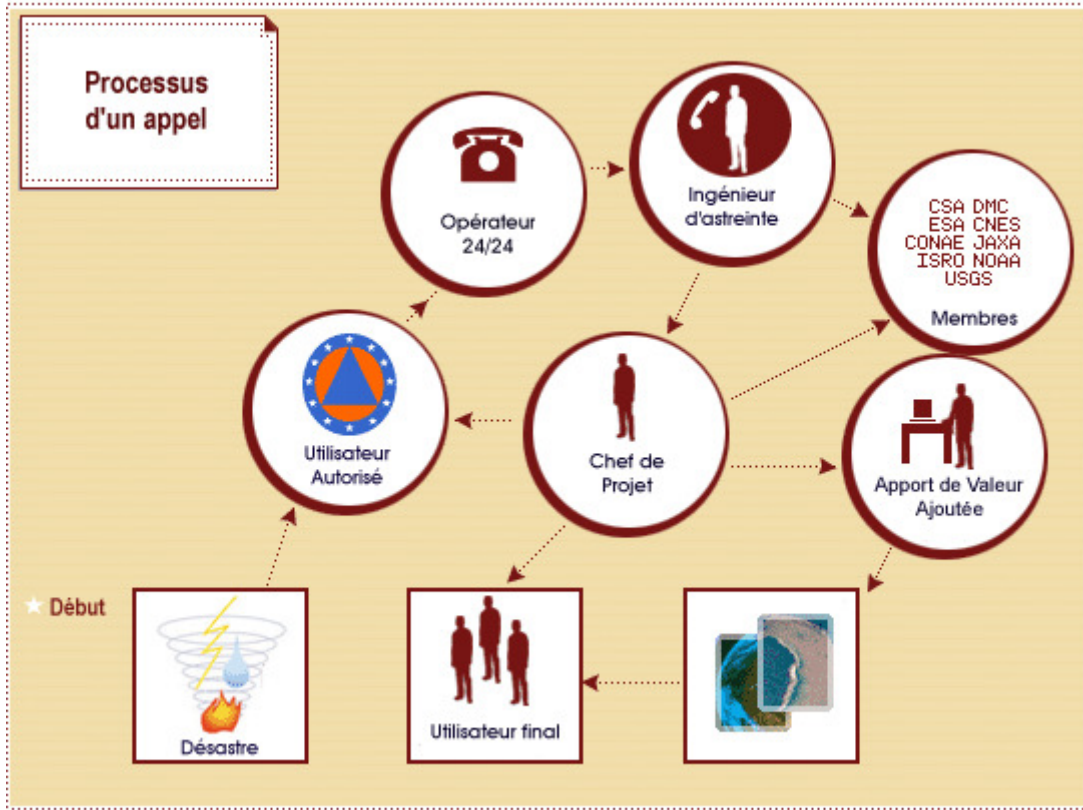 Processus
d'un appel
Opérateur
24/24
Ingénieur
d'astreinte
CSA DMC
ESA CNES
CONAE JAXA
ISRO NOAA
USGS
Membres
Utilisateur
Autorisé
Chef de
Projet
Apport de Valeur
Ajoutée
Début
Désastre
Utilisateur final